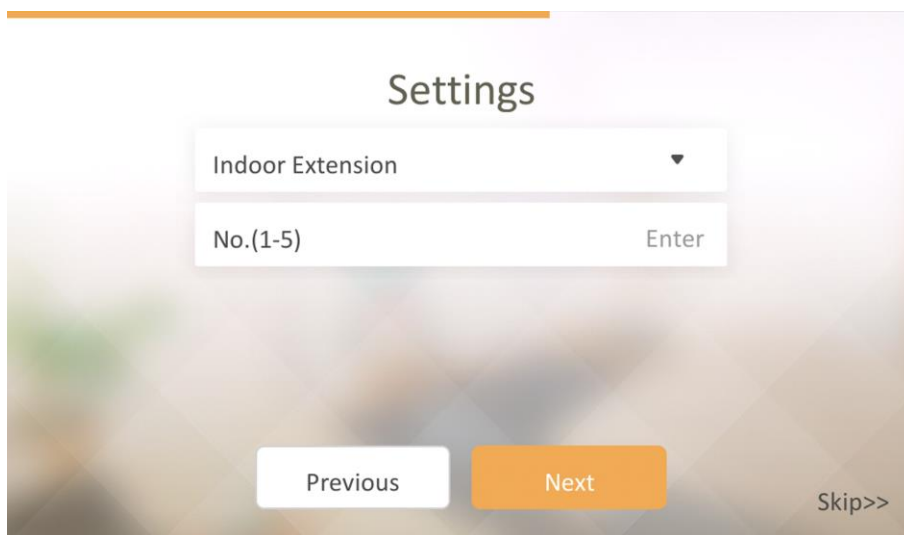 Settings
Indoor Extension
No.(1-5) Enter
Previous Next
Skip>>